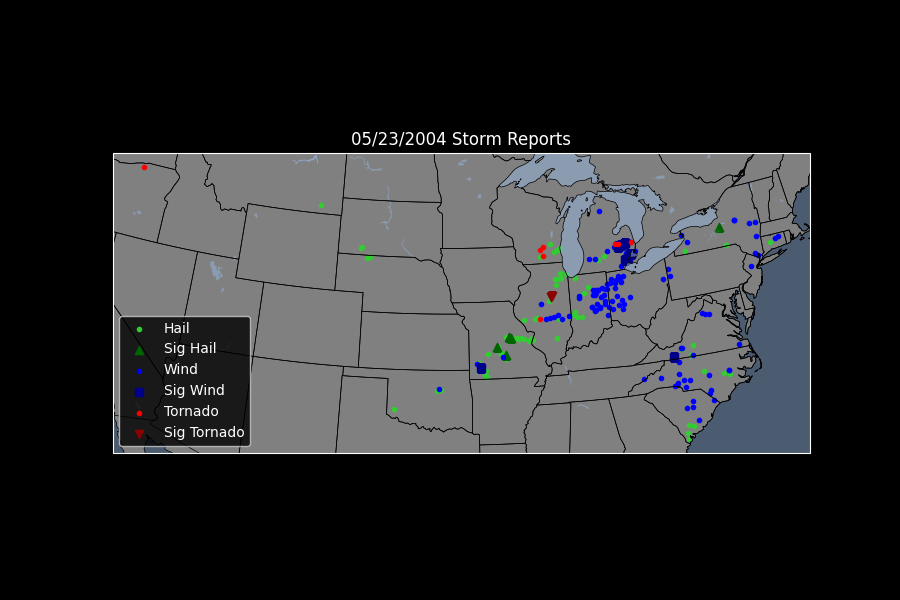 05/23/2004 Storm Reports
Hail
Sig Hail
Wind
Sig Wind
Tornado
Sig Tornado